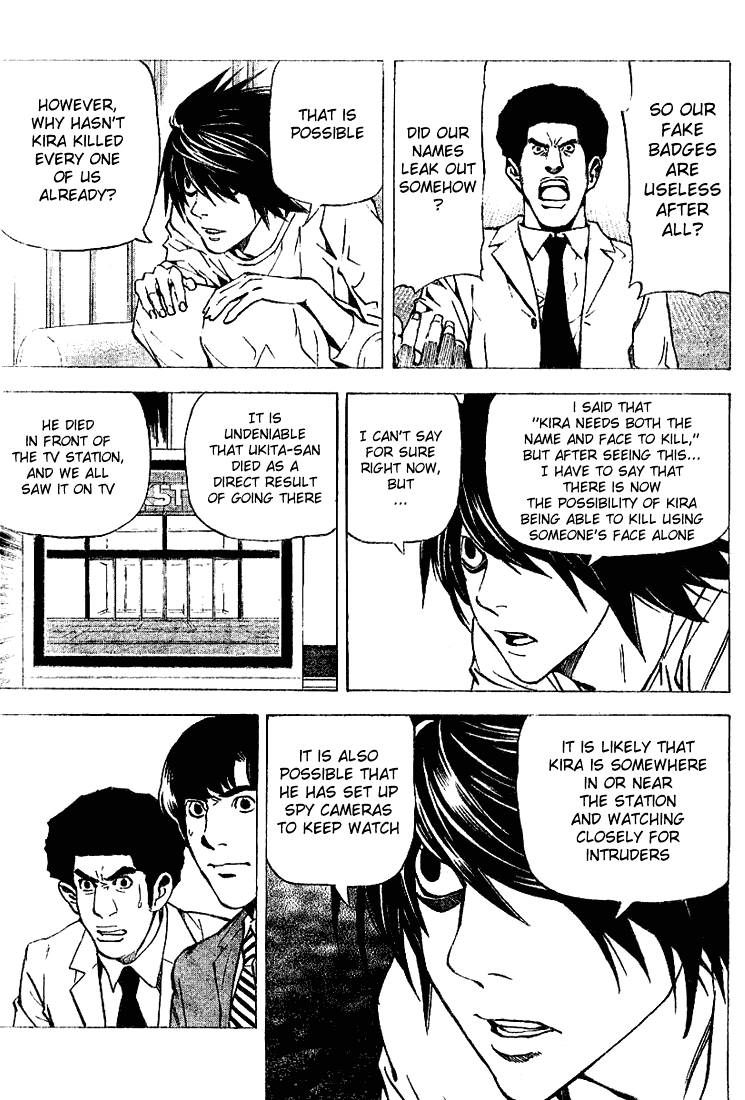 SO OUR
FAKE
BADGES
ARE
USELESS
AFTER
ALL?
DID OUR
NAMES
LEAK OUT
SOMEHOW
?
THAT IS
POSSIBLE
HOWEVER,
WHY HASN'T
KIRA KILLED
EVERY ONE
OF US
ALREADY?
I SAID THAT
"KIRA NEEDS BOTH THE
NAME AND FACE TO KILL,"
BUT AFTER SEEING THIS...
I HAVE TO SAY THAT
THERE IS NOW
THE POSSIBILITY OF KIRA
BEING ABLE TO KILL USING
SOMEONE'S FACE ALONE
I CAN'T SAY
FOR SURE
RIGHT NOW,
BUT
...
IT IS
UNDENIABLE
THAT UKITA-SAN
DIED AS A
DIRECT RESULT
OF GOING THERE
HE DIED
IN FRONT OF
THE TV STATION,
AND WE ALL
SAW IT ON TV
ST
IT IS LIKELY THAT
KIRA IS SOMEWHERE
IN OR NEAR
THE STATION
AND WATCHING
CLOSELY FOR
INTRUDERS
IT IS ALSO
POSSIBLE THAT
HE HAS SET UP
SPY CAMERAS
TO KEEP WATCH